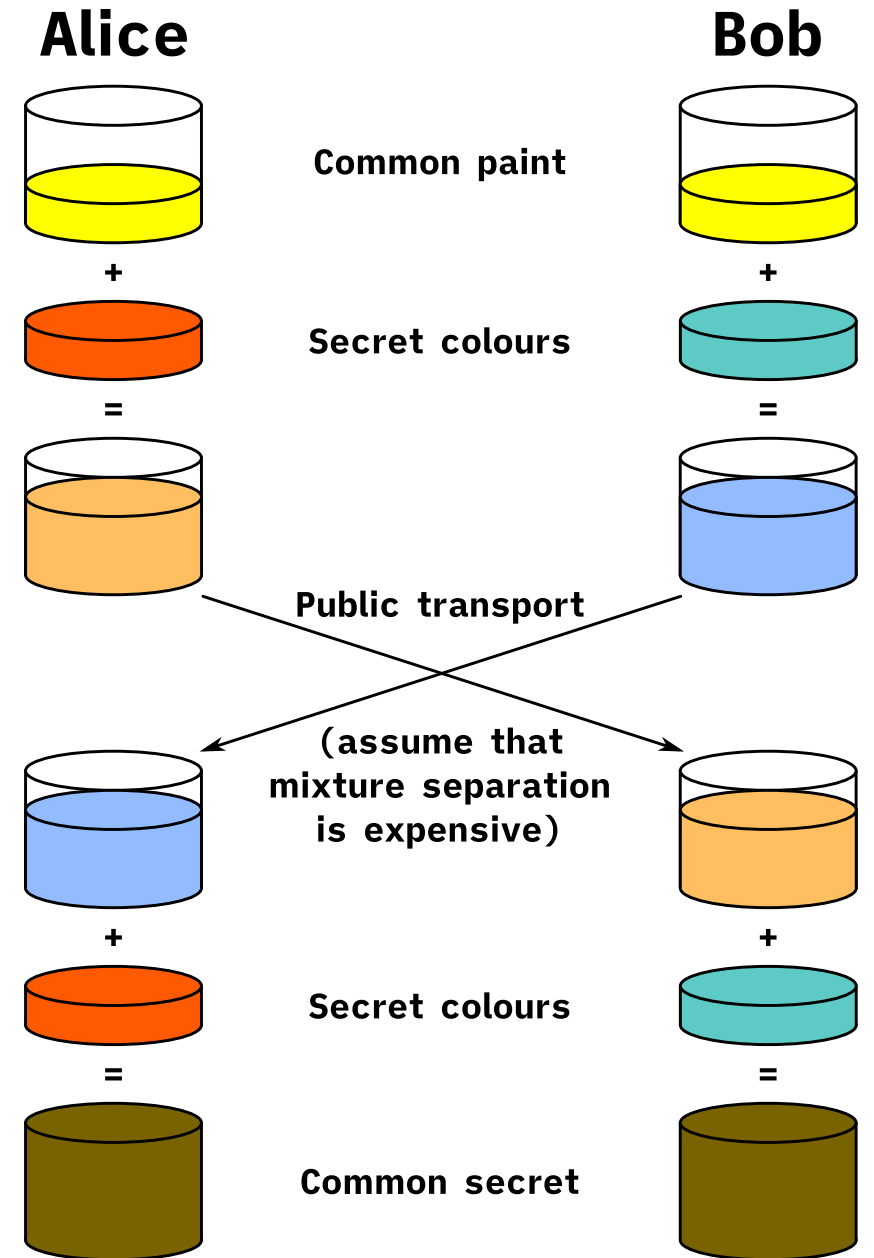 Alice
Bob
Common paint
+
+
Secret colours
=
=
Public transport
(assume that
mixture separation
is expensive)
+
+
Secret colours
=
=
Common secret